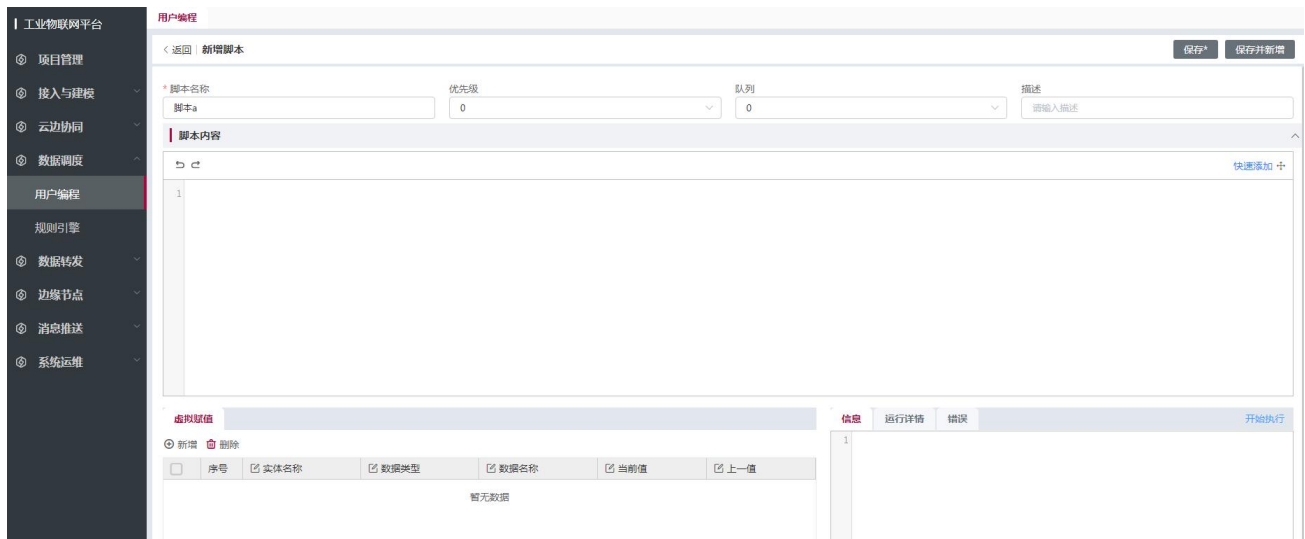 工业物联网平台
项目管理
接入与建模
云边协同
数据调度
用户编程
规则引擎
数据转发
边缘节点
消息推送
系统运维
用户编程
返回 新增脚本 保存* 保存并新增
* 脚本名称 优先级 队列 描述
脚本a 0 0 请输入描述
脚本内容
快速添加
1
虚拟赋值 信息 运行详情 错误 开始执行
新增 删除 1
序号 实体名称 数据类型 数据名称 当前值 上一值
暂无数据